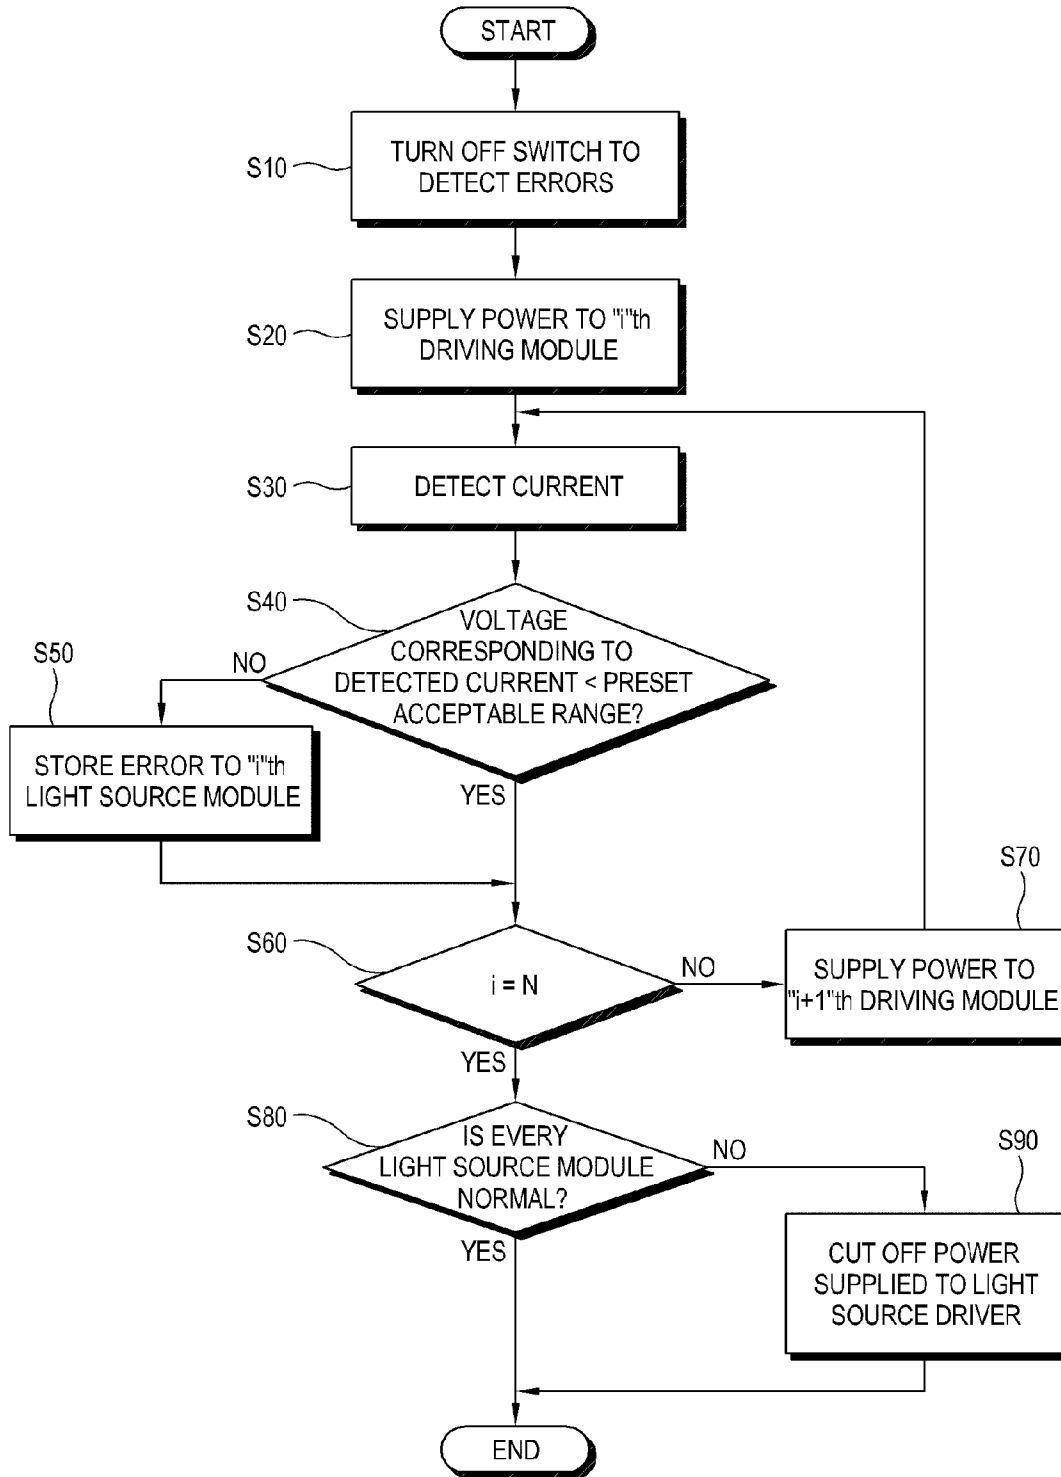 START
S10
TURN OFF SWITCH TO
DETECT ERRORS
S20
SUPPLY POWER TO "i"th
DRIVING MODULE
S30
DETECT CURRENT
S40
VOLTAGE
CORRESPONDING TO
DETECTED CURRENT < PRESET
ACCEPTABLE RANGE?
NO
YES
S50
STORE ERROR TO "i"th
LIGHT SOURCE MODULE
S60
i = N
NO
YES
S70
SUPPLY POWER TO
"i+1"th DRIVING MODULE
S80
IS EVERY
LIGHT SOURCE MODULE
NORMAL?
NO
YES
S90
CUT OFF POWER
SUPPLIED TO LIGHT
SOURCE DRIVER
END